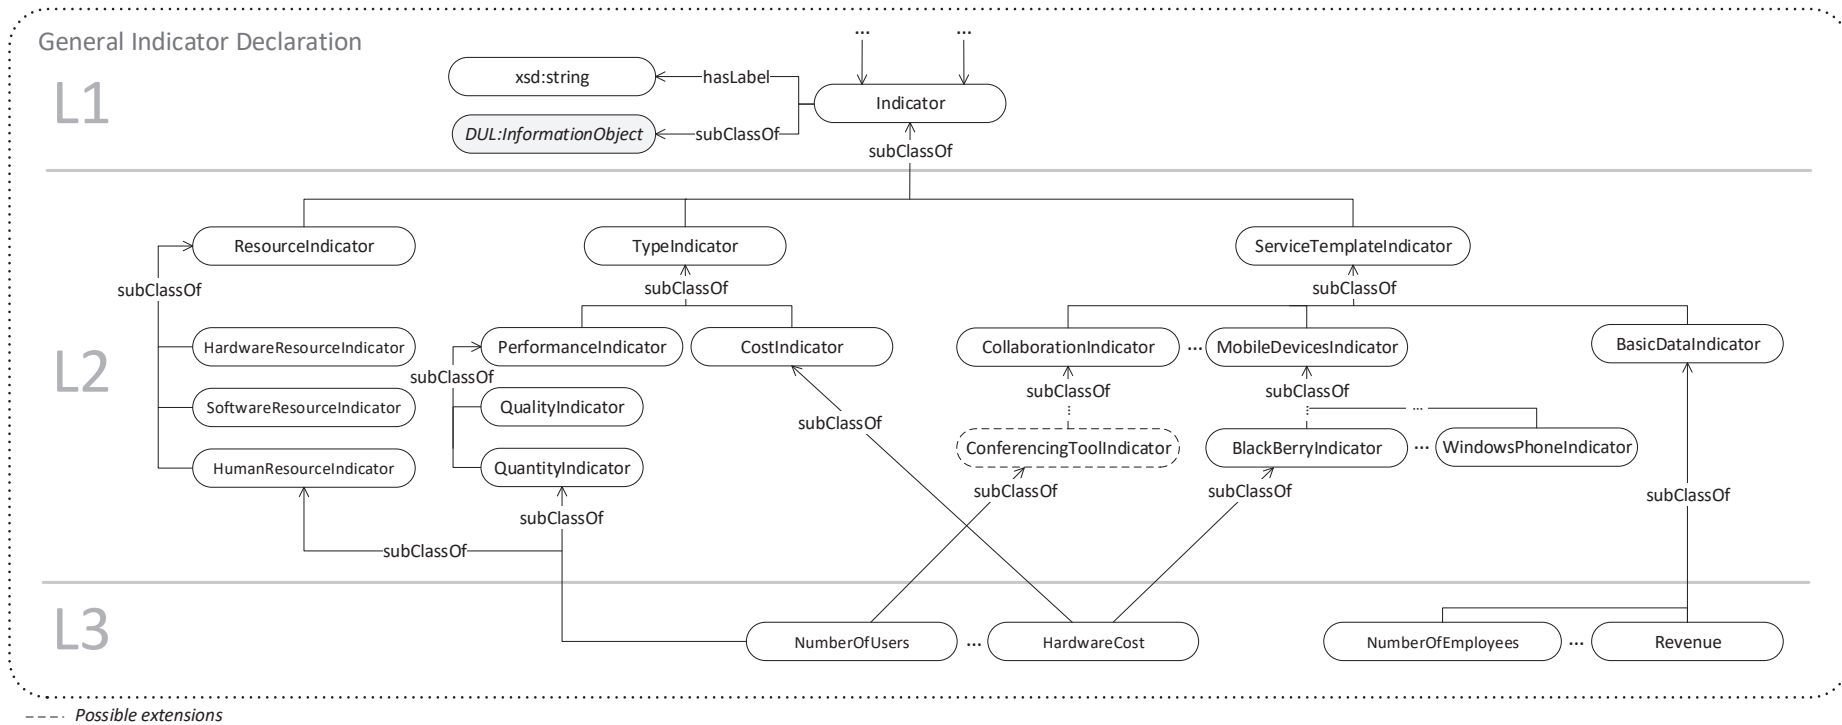 General Indicator Declaration
...
...
L1
xsd:string
hasLabel
Indicator
DUL:InformationObject
subClassOf
subClassOf
L2
ResourceIndicator
TypeIndicator
ServiceTemplateIndicator
subClassOf
subClassOf
subClassOf
HardwareResourceIndicator
PerformanceIndicator
CostIndicator
CollaborationIndicator
...
MobileDevicesIndicator
BasicDataIndicator
subClassOf
subClassOf
subClassOf
SoftwareResourceIndicator
QualityIndicator
subClassOf
...
...
...
HumanResourceIndicator
QuantityIndicator
ConferencingToolIndicator
BlackBerryIndicator
...
WindowsPhoneIndicator
subClassOf
subClassOf
subClassOf
subClassOf
subClassOf
L3
NumberOfUsers
...
HardwareCost
NumberOfEmployees
...
Revenue
Possible extensions